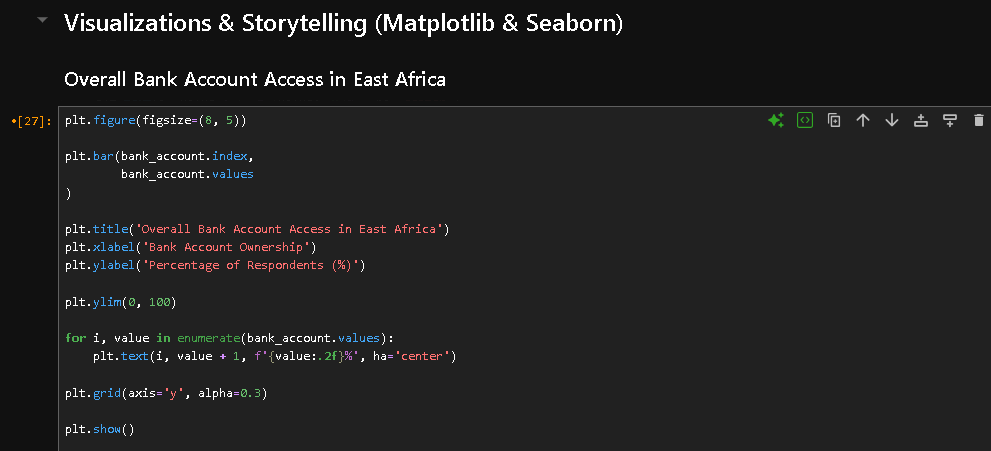 Visualizations & Storytelling (Matplotlib & Seaborn)
Overall Bank Account Access in East Africa
•[27]:
plt.figure(figsize=(8, 5))
plt.bar(bank_account.index,
        bank_account.values
)
plt.title('Overall Bank Account Access in East Africa')
plt.xlabel('Bank Account Ownership')
plt.ylabel('Percentage of Respondents (%)')
plt.ylim(0, 100)
for i, value in enumerate(bank_account.values):
    plt.text(i, value + 1, f'{value:.2f}%', ha='center')
plt.grid(axis='y', alpha=0.3)
plt.show()